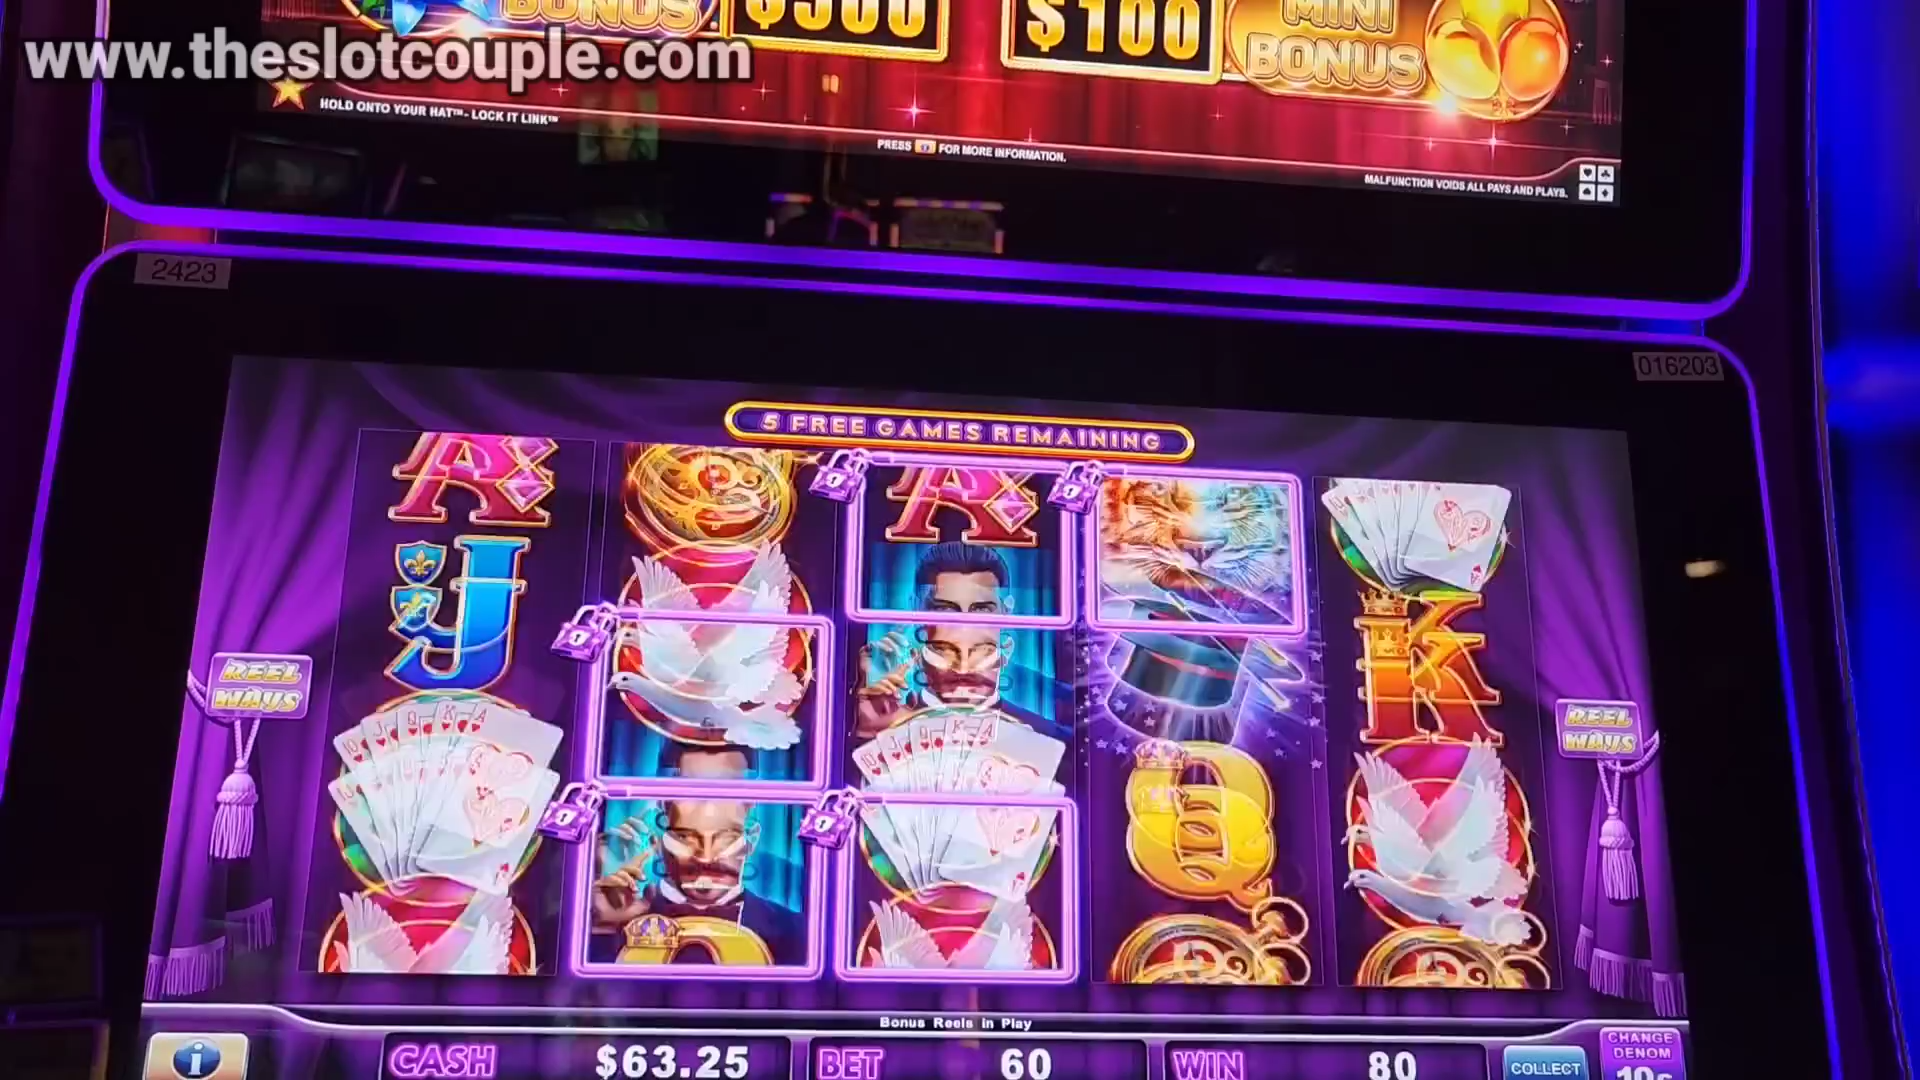 www.theslotcouple.com
BONUS
$500
$100
MINI
BONUS
HOLD ONTO YOUR HAT™- LOCK IT LINK™
PRESS i FOR MORE INFORMATION.
MALFUNCTION VOIDS ALL PAYS AND PLAYS.
2423
016203
5 FREE GAMES REMAINING
A
A
J
K
Q
REEL
WAYS
REEL
WAYS
Bonus Reels in Play
i
CASH $63.25
BET 60
WIN 80
COLLECT
CHANGE
DENOM
10¢